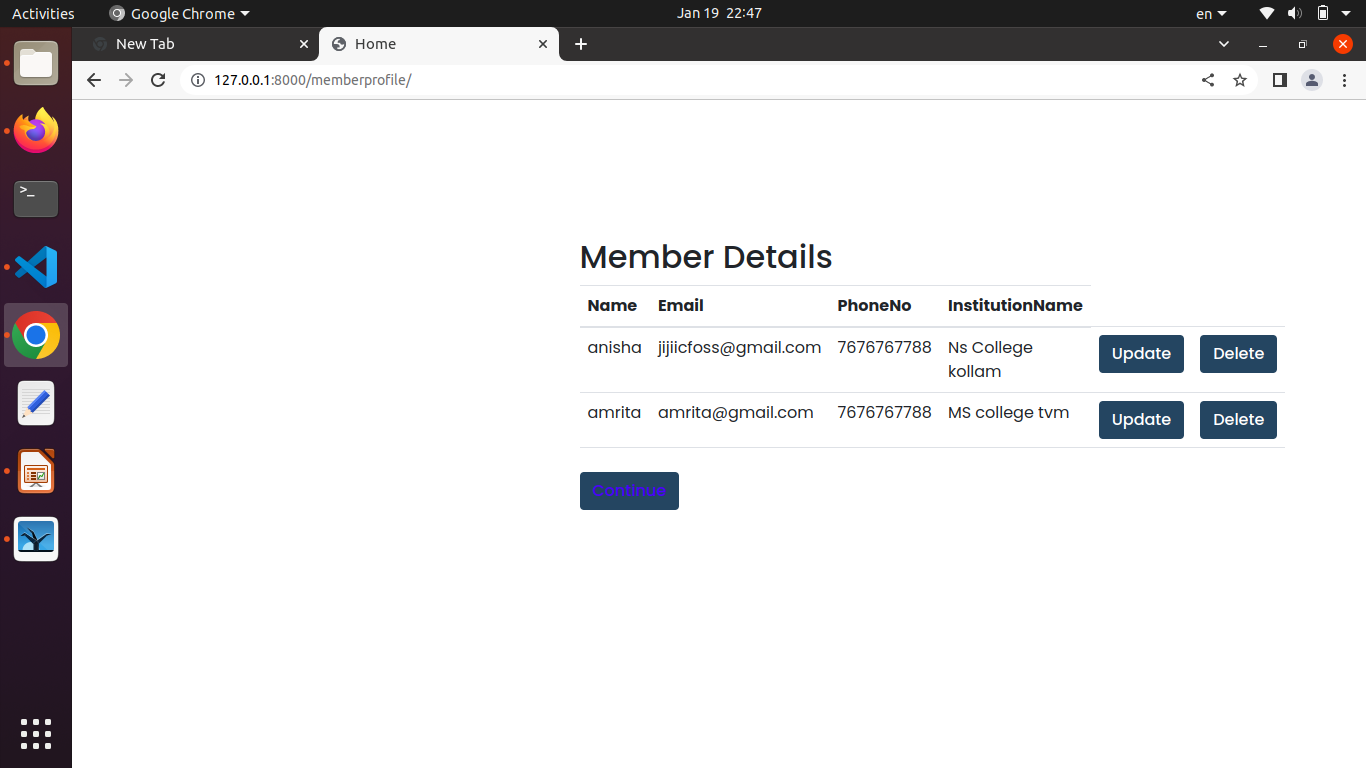 Activities Google Chrome Jan 19 22:47 en
New Tab Home
127.0.0.1:8000/memberprofile/
>_
Member Details
Name Email PhoneNo InstitutionName
anisha jijiicfoss@gmail.com 7676767788 Ns College kollam Update Delete
amrita amrita@gmail.com 7676767788 MS college tvm Update Delete
Continue